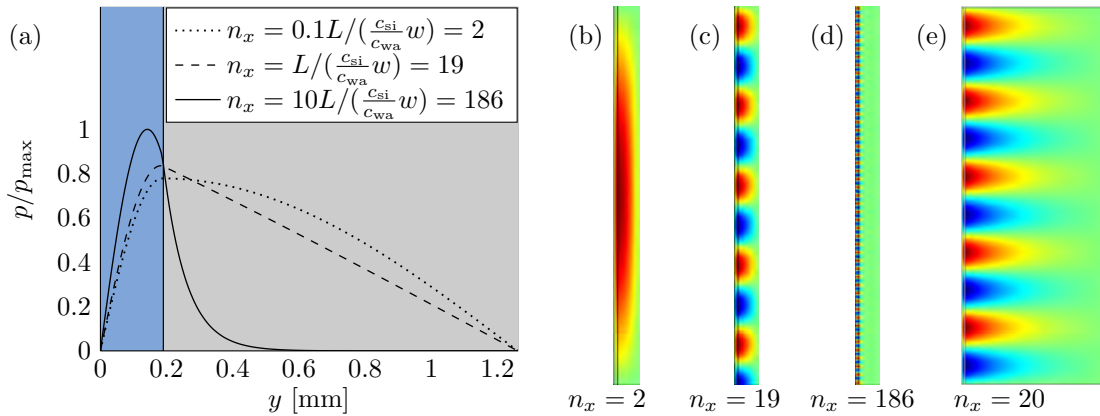 (a)
n_x = 0.1L/(\frac{c_{si}}{c_{wa}}w) = 2
n_x = L/(\frac{c_{si}}{c_{wa}}w) = 19
n_x = 10L/(\frac{c_{si}}{c_{wa}}w) = 186
p/p_{max}
1
0.8
0.6
0.4
0.2
0
0 0.2 0.4 0.6 0.8 1 1.2
y [mm]
(b)
n_x = 2
(c)
n_x = 19
(d)
n_x = 186
(e)
n_x = 20